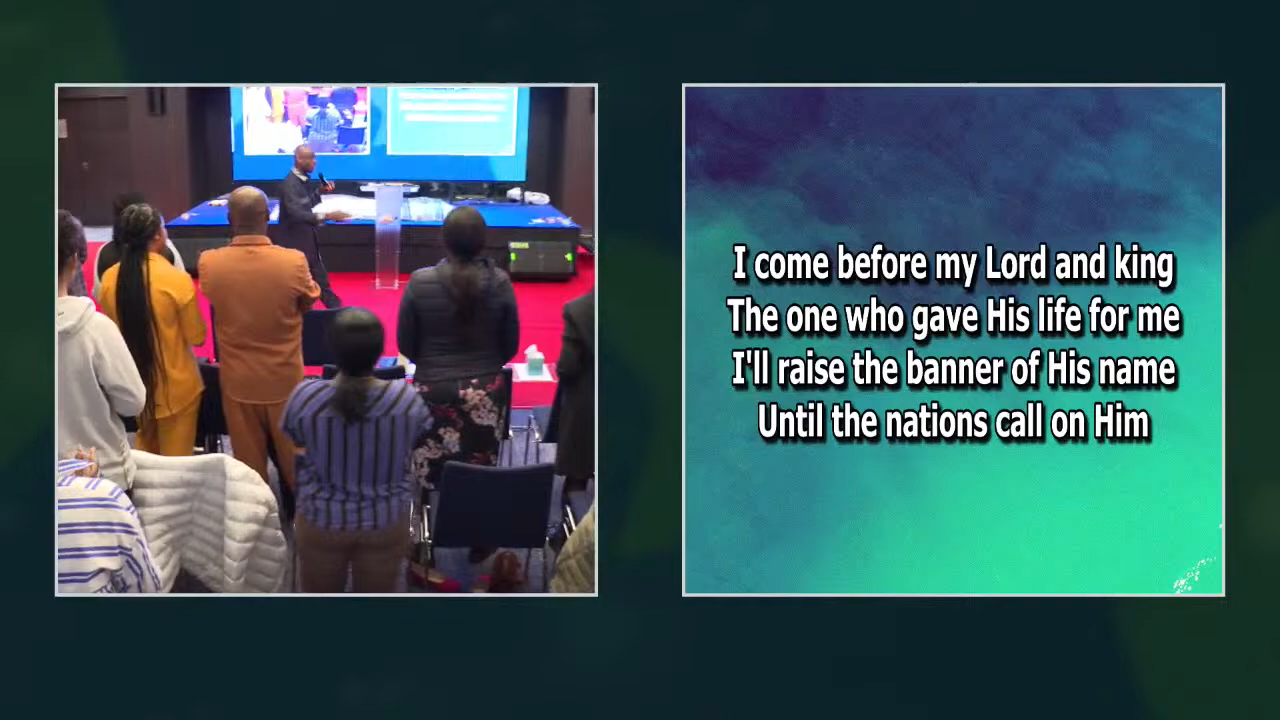 I come before my Lord and king
The one who gave His life for me
I'll raise the banner of His name
Until the nations call on Him